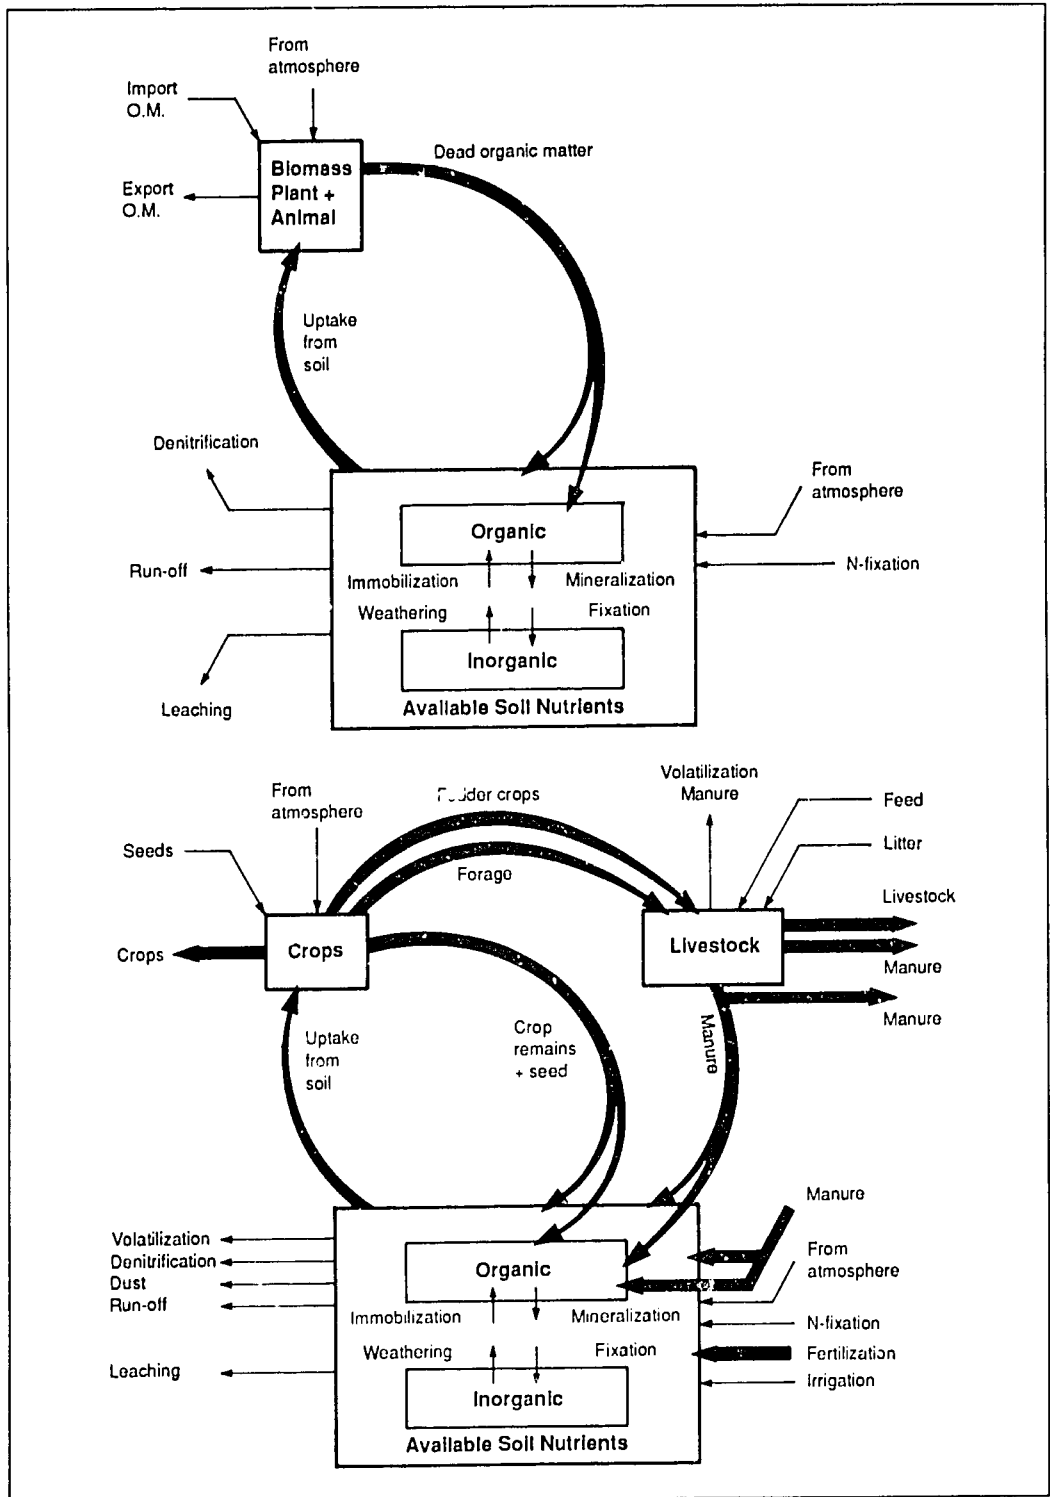 From
atmosphere
Import
O.M.
Biomass
Plant +
Animal
Dead organic matter
Export
O.M.
Uptake
from
soil
Denitrification
From
atmosphere
Organic
Run-off
Immobilization
Mineralization
N-fixation
Weathering
Fixation
Inorganic
Leaching
Available Soil Nutrients
Volatilization
Manure
From
atmosphere
crops
Feed
Seeds
Litter
Forage
Livestock
Crops
Crops
Livestock
Manure
Manure
Uptake
from
soil
Crop
remains
+ seed
Manure
Manure
Volatilization
Denitrification
Dust
Run-off
From
atmosphere
Organic
Immobilization
Mineralization
N-fixation
Weathering
Fixation
Fertilization
Leaching
Irrigation
Inorganic
Available Soil Nutrients